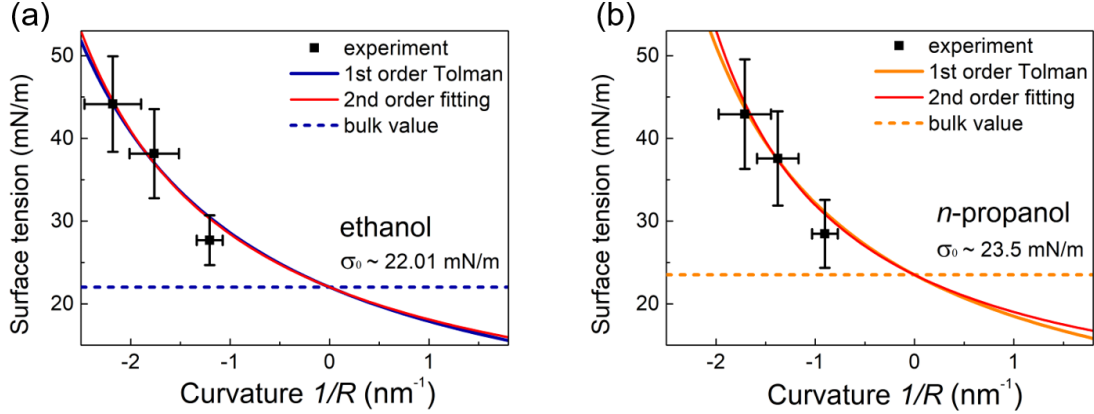 (a)
Surface tension (mN/m)
50
40
30
20
experiment
1st order Tolman
2nd order fitting
bulk value
ethanol
σ₀ ~ 22.01 mN/m
-2 -1 0 1
Curvature 1/R (nm⁻¹)
(b)
Surface tension (mN/m)
50
40
30
20
experiment
1st order Tolman
2nd order fitting
bulk value
n-propanol
σ₀ ~ 23.5 mN/m
-2 -1 0 1
Curvature 1/R (nm⁻¹)